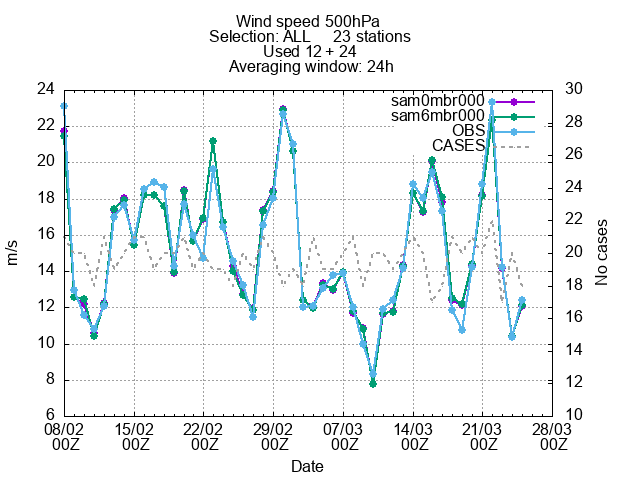 Wind speed 500hPa
Selection: ALL     23 stations
Used 12 + 24
Averaging window: 24h
sam0mbr000
sam6mbr000
OBS
CASES
m/s
24
22
20
18
16
14
12
10
8
6
30
28
26
24
22
20
18
16
14
12
10
No cases
08/02 15/02 22/02 29/02 07/03 14/03 21/03 28/03
00Z 00Z 00Z 00Z 00Z 00Z 00Z 00Z
Date